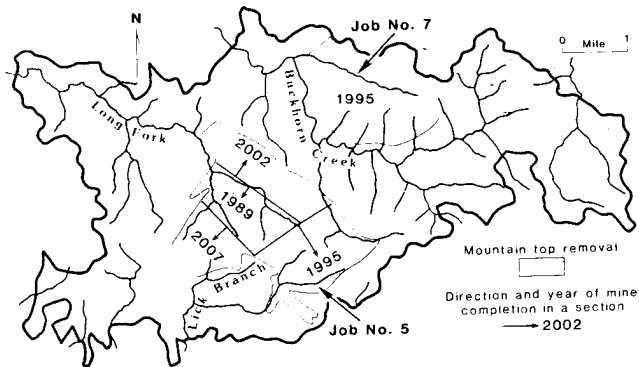 N
Job No. 7
0 1
Mile
Buckhorn
Creek
1995
Long Fork
2002
1989
2007
1995
Lick Branch
Job No. 5
Mountain top removal
Direction and year of mine
completion in a section
2002